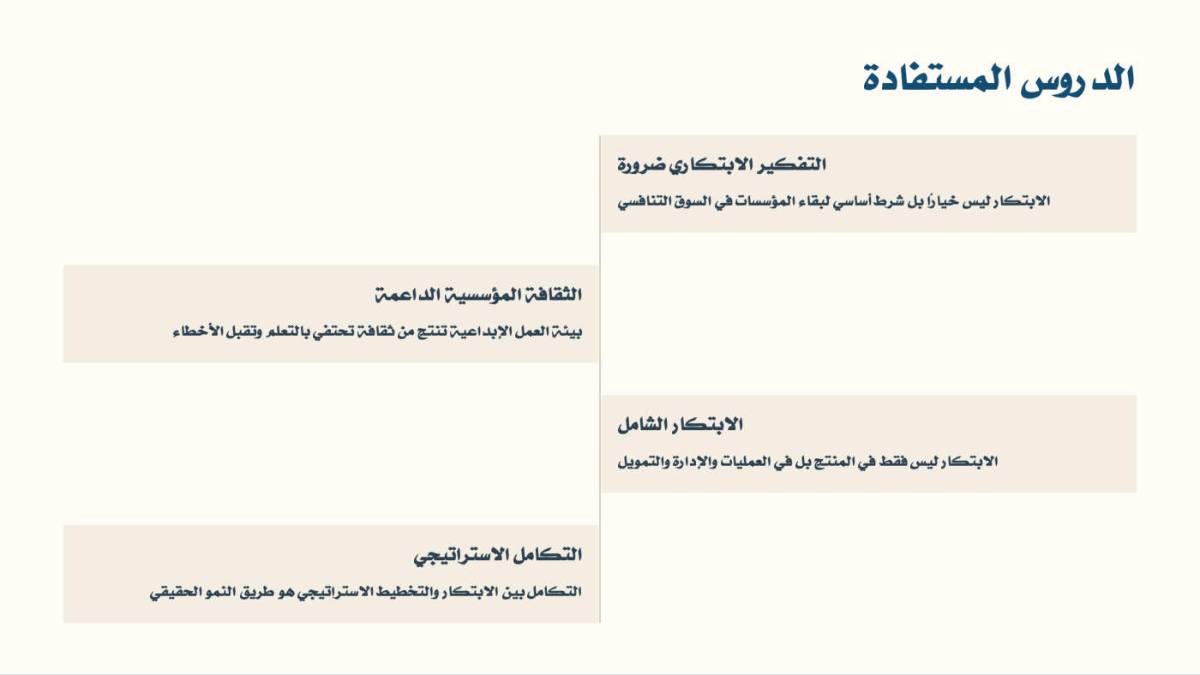 الدروس المستفادة
التفكير الابتكاري ضرورة
الابتكار ليس خيارًا بل شرط أساسي لبقاء المؤسسات في السوق التنافسي
الثقافة المؤسسية الداعمة
بيئة العمل الإبداعية تنتج من ثقافة تحتفي بالتعلم وتقبل الأخطاء
الابتكار الشامل
الابتكار ليس فقط في المنتج بل في العمليات والإدارة والتمويل
التكامل الاستراتيجي
التكامل بين الابتكار والتخطيط الاستراتيجي هو طريق النمو الحقيقي